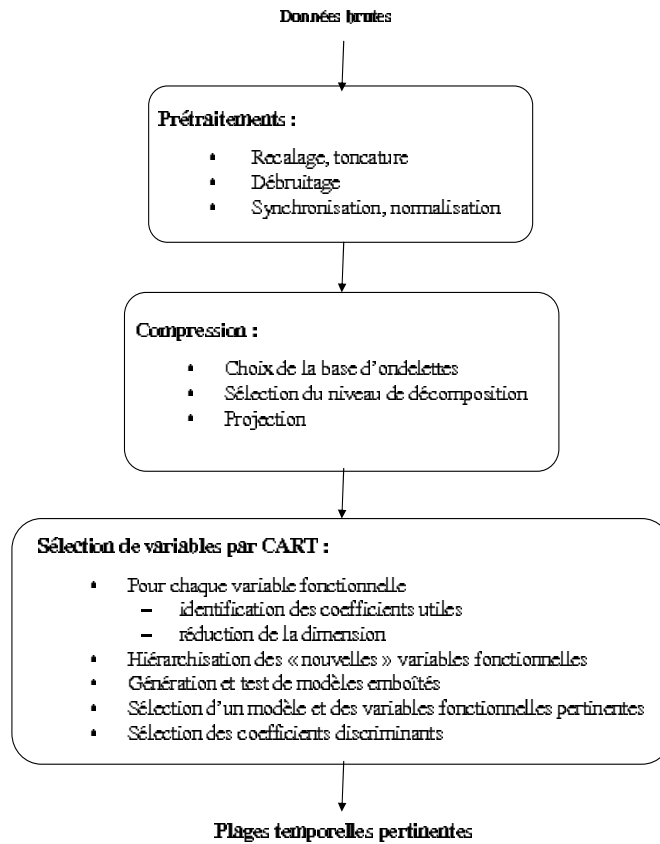 Données brutes
Prétraitements :
• Recalage, toncature
• Débruitage
• Synchronisation, normalisation
Compression :
• Choix de la base d'ondelettes
• Sélection du niveau de décomposition
• Projection
Sélection de variables par CART :
• Pour chaque variable fonctionnelle
– identification des coefficients utiles
– réduction de la dimension
• Hiérarchisation des « nouvelles » variables fonctionnelles
• Génération et test de modèles emboîtés
• Sélection d'un modèle et des variables fonctionnelles pertinentes
• Sélection des coefficients discriminants
Plages temporelles pertinentes